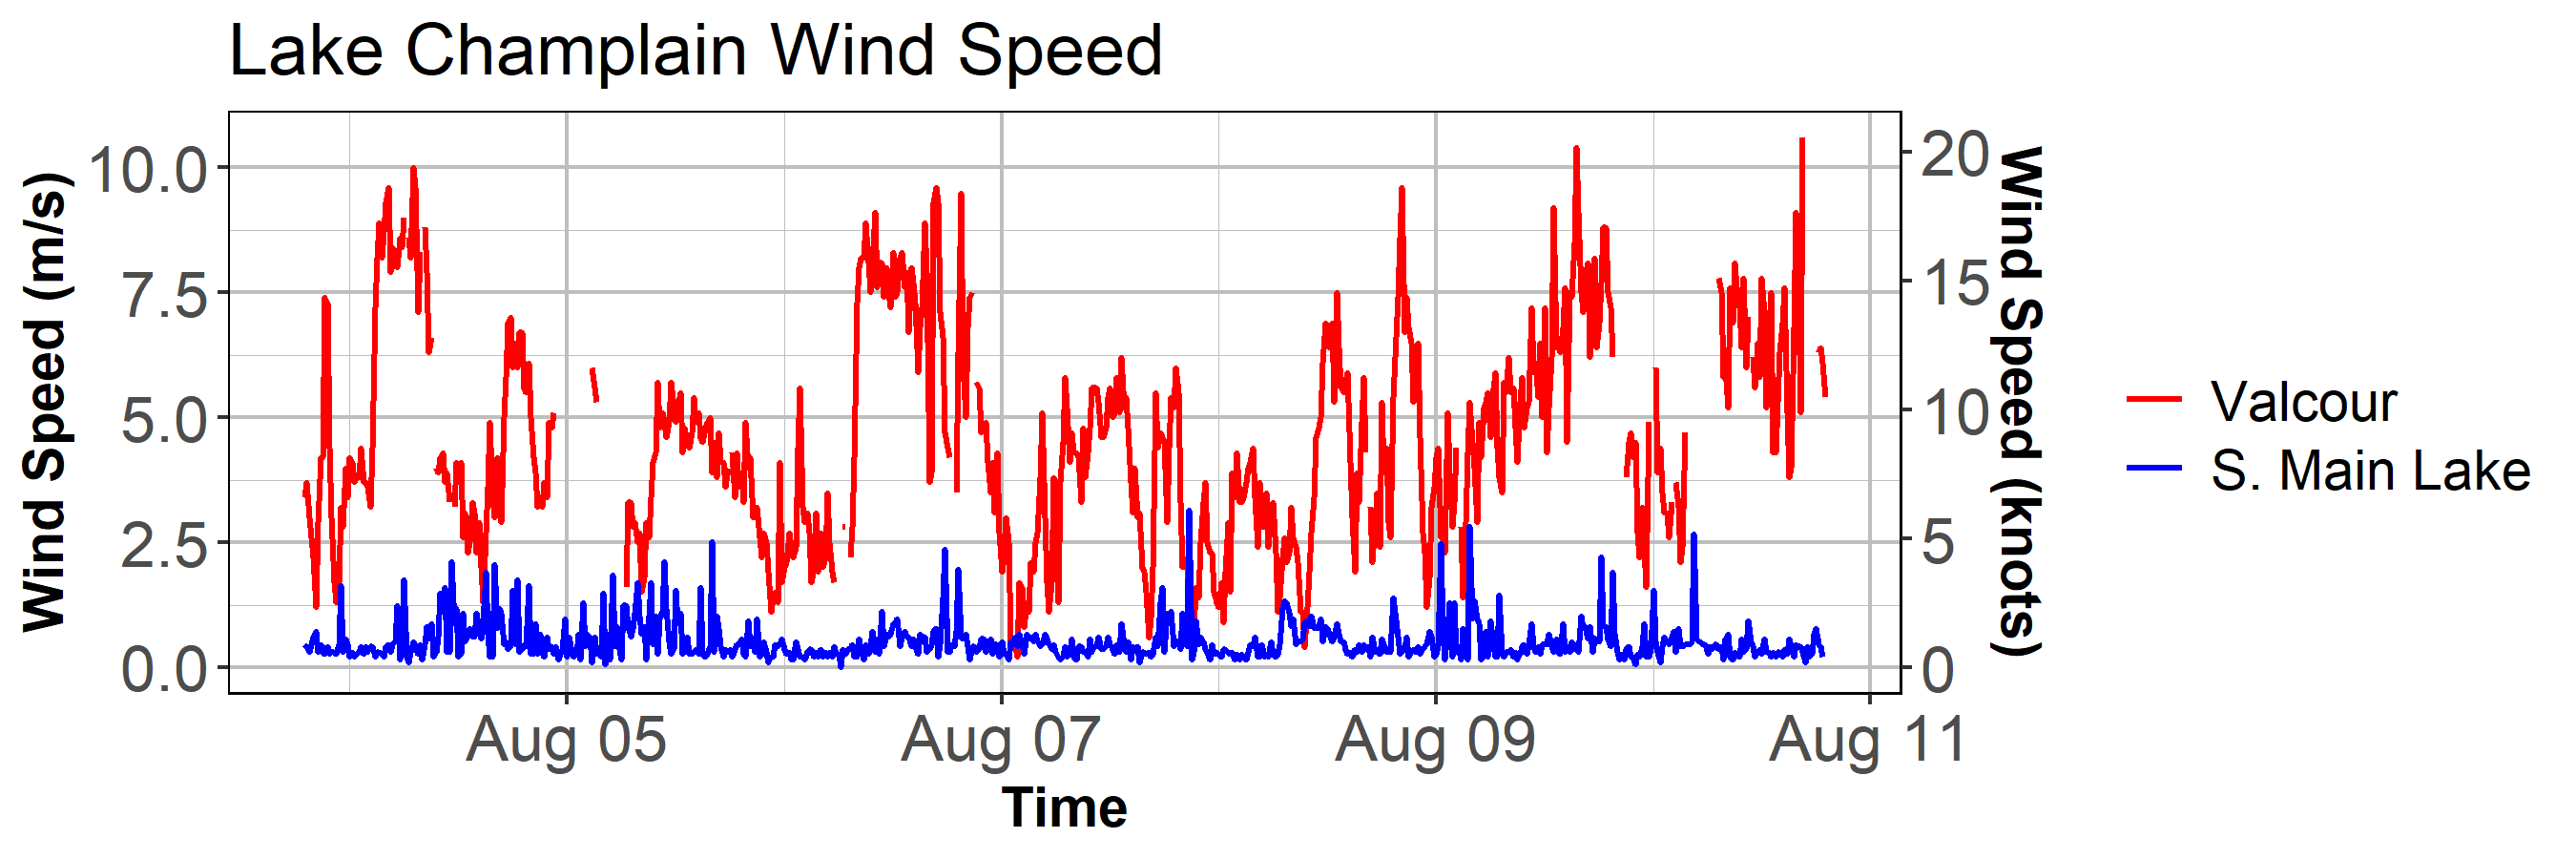 Lake Champlain Wind Speed
Wind Speed (m/s)
10.0
7.5
5.0
2.5
0.0
20
15
10
5
0
Wind Speed (knots)
Aug 05
Aug 07
Aug 09
Aug 11
Time
Valcour
S. Main Lake